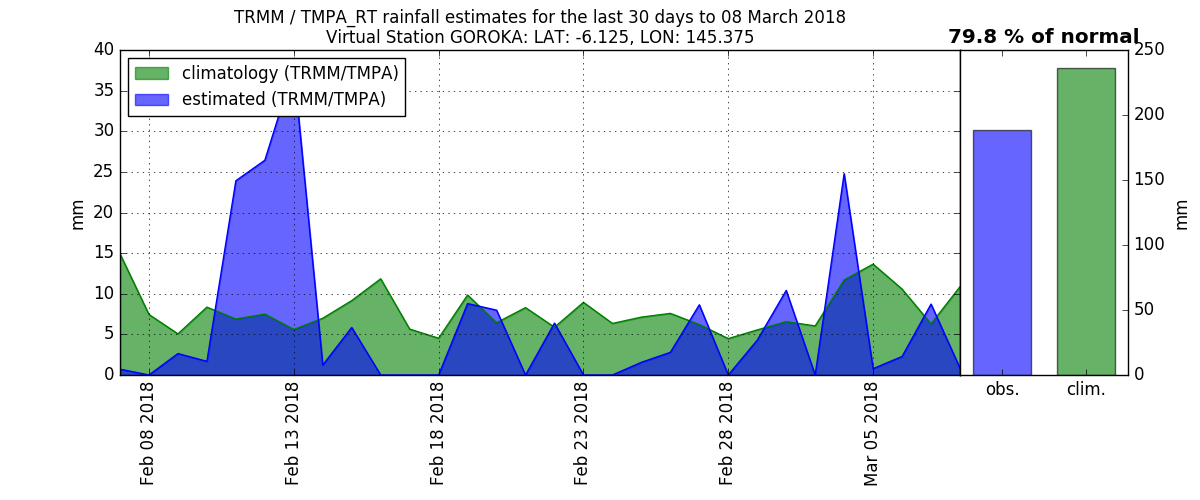 TRMM / TMPA_RT rainfall estimates for the last 30 days to 08 March 2018
Virtual Station GOROKA: LAT: -6.125, LON: 145.375
79.8 % of normal
climatology (TRMM/TMPA)
estimated (TRMM/TMPA)
mm
40
35
30
25
20
15
10
5
0
Feb 08 2018
Feb 13 2018
Feb 18 2018
Feb 23 2018
Feb 28 2018
Mar 05 2018
obs.
clim.
250
200
150
100
50
0
mm